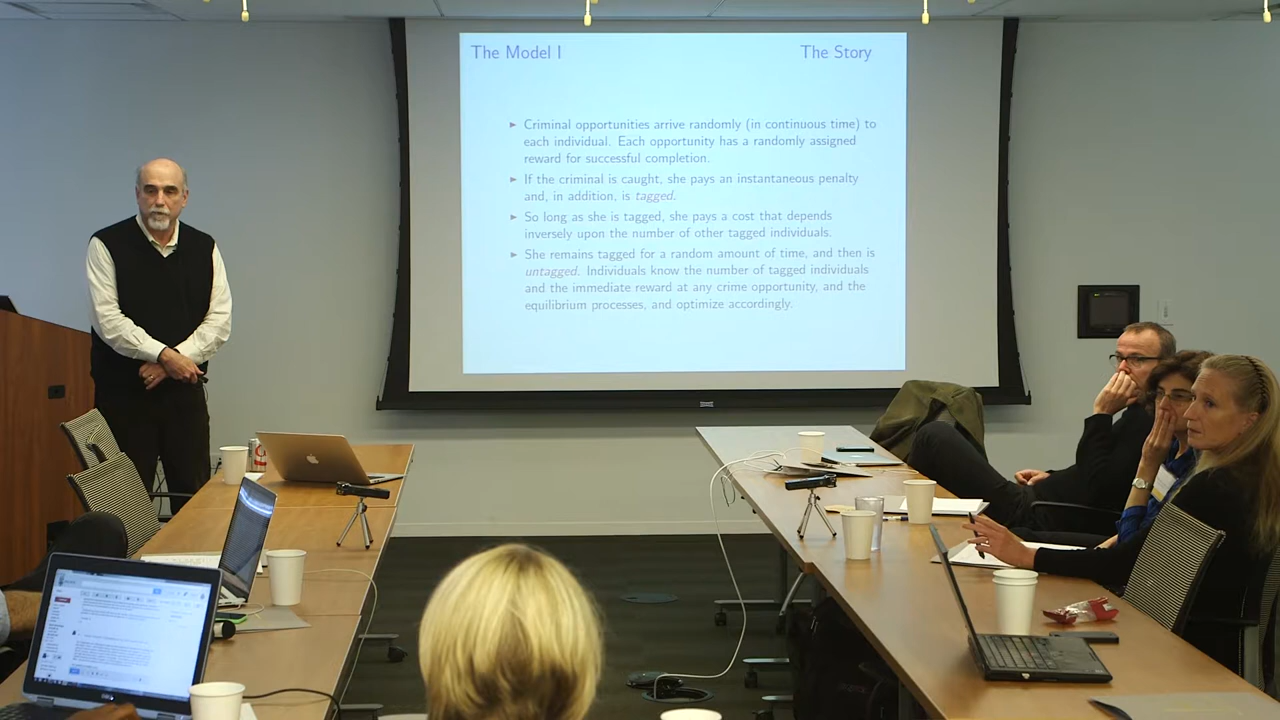 The Model I The Story
► Criminal opportunities arrive randomly (in continuous time) to
each individual. Each opportunity has a randomly assigned
reward for successful completion.
► If the criminal is caught, she pays an instantaneous penalty
and, in addition, is tagged.
► So long as she is tagged, she pays a cost that depends
inversely upon the number of other tagged individuals.
► She remains tagged for a random amount of time, and then is
untagged. Individuals know the number of tagged individuals
and the immediate reward at any crime opportunity, and the
equilibrium processes, and optimize accordingly.